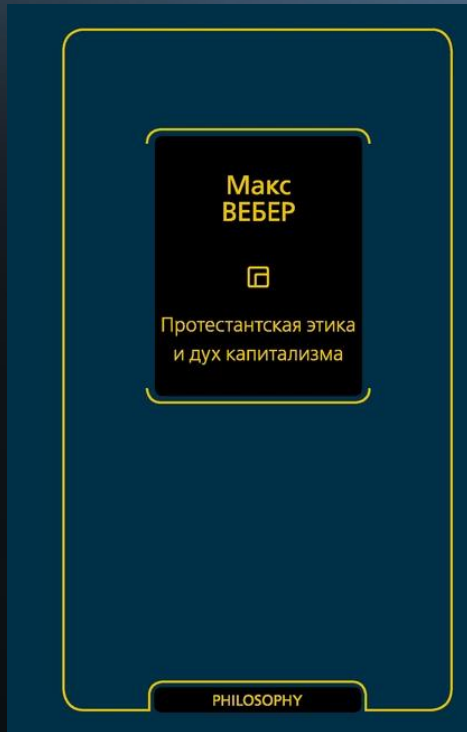 Макс
ВЕБЕР
Протестантская этика
и дух капитализма
PHILOSOPHY